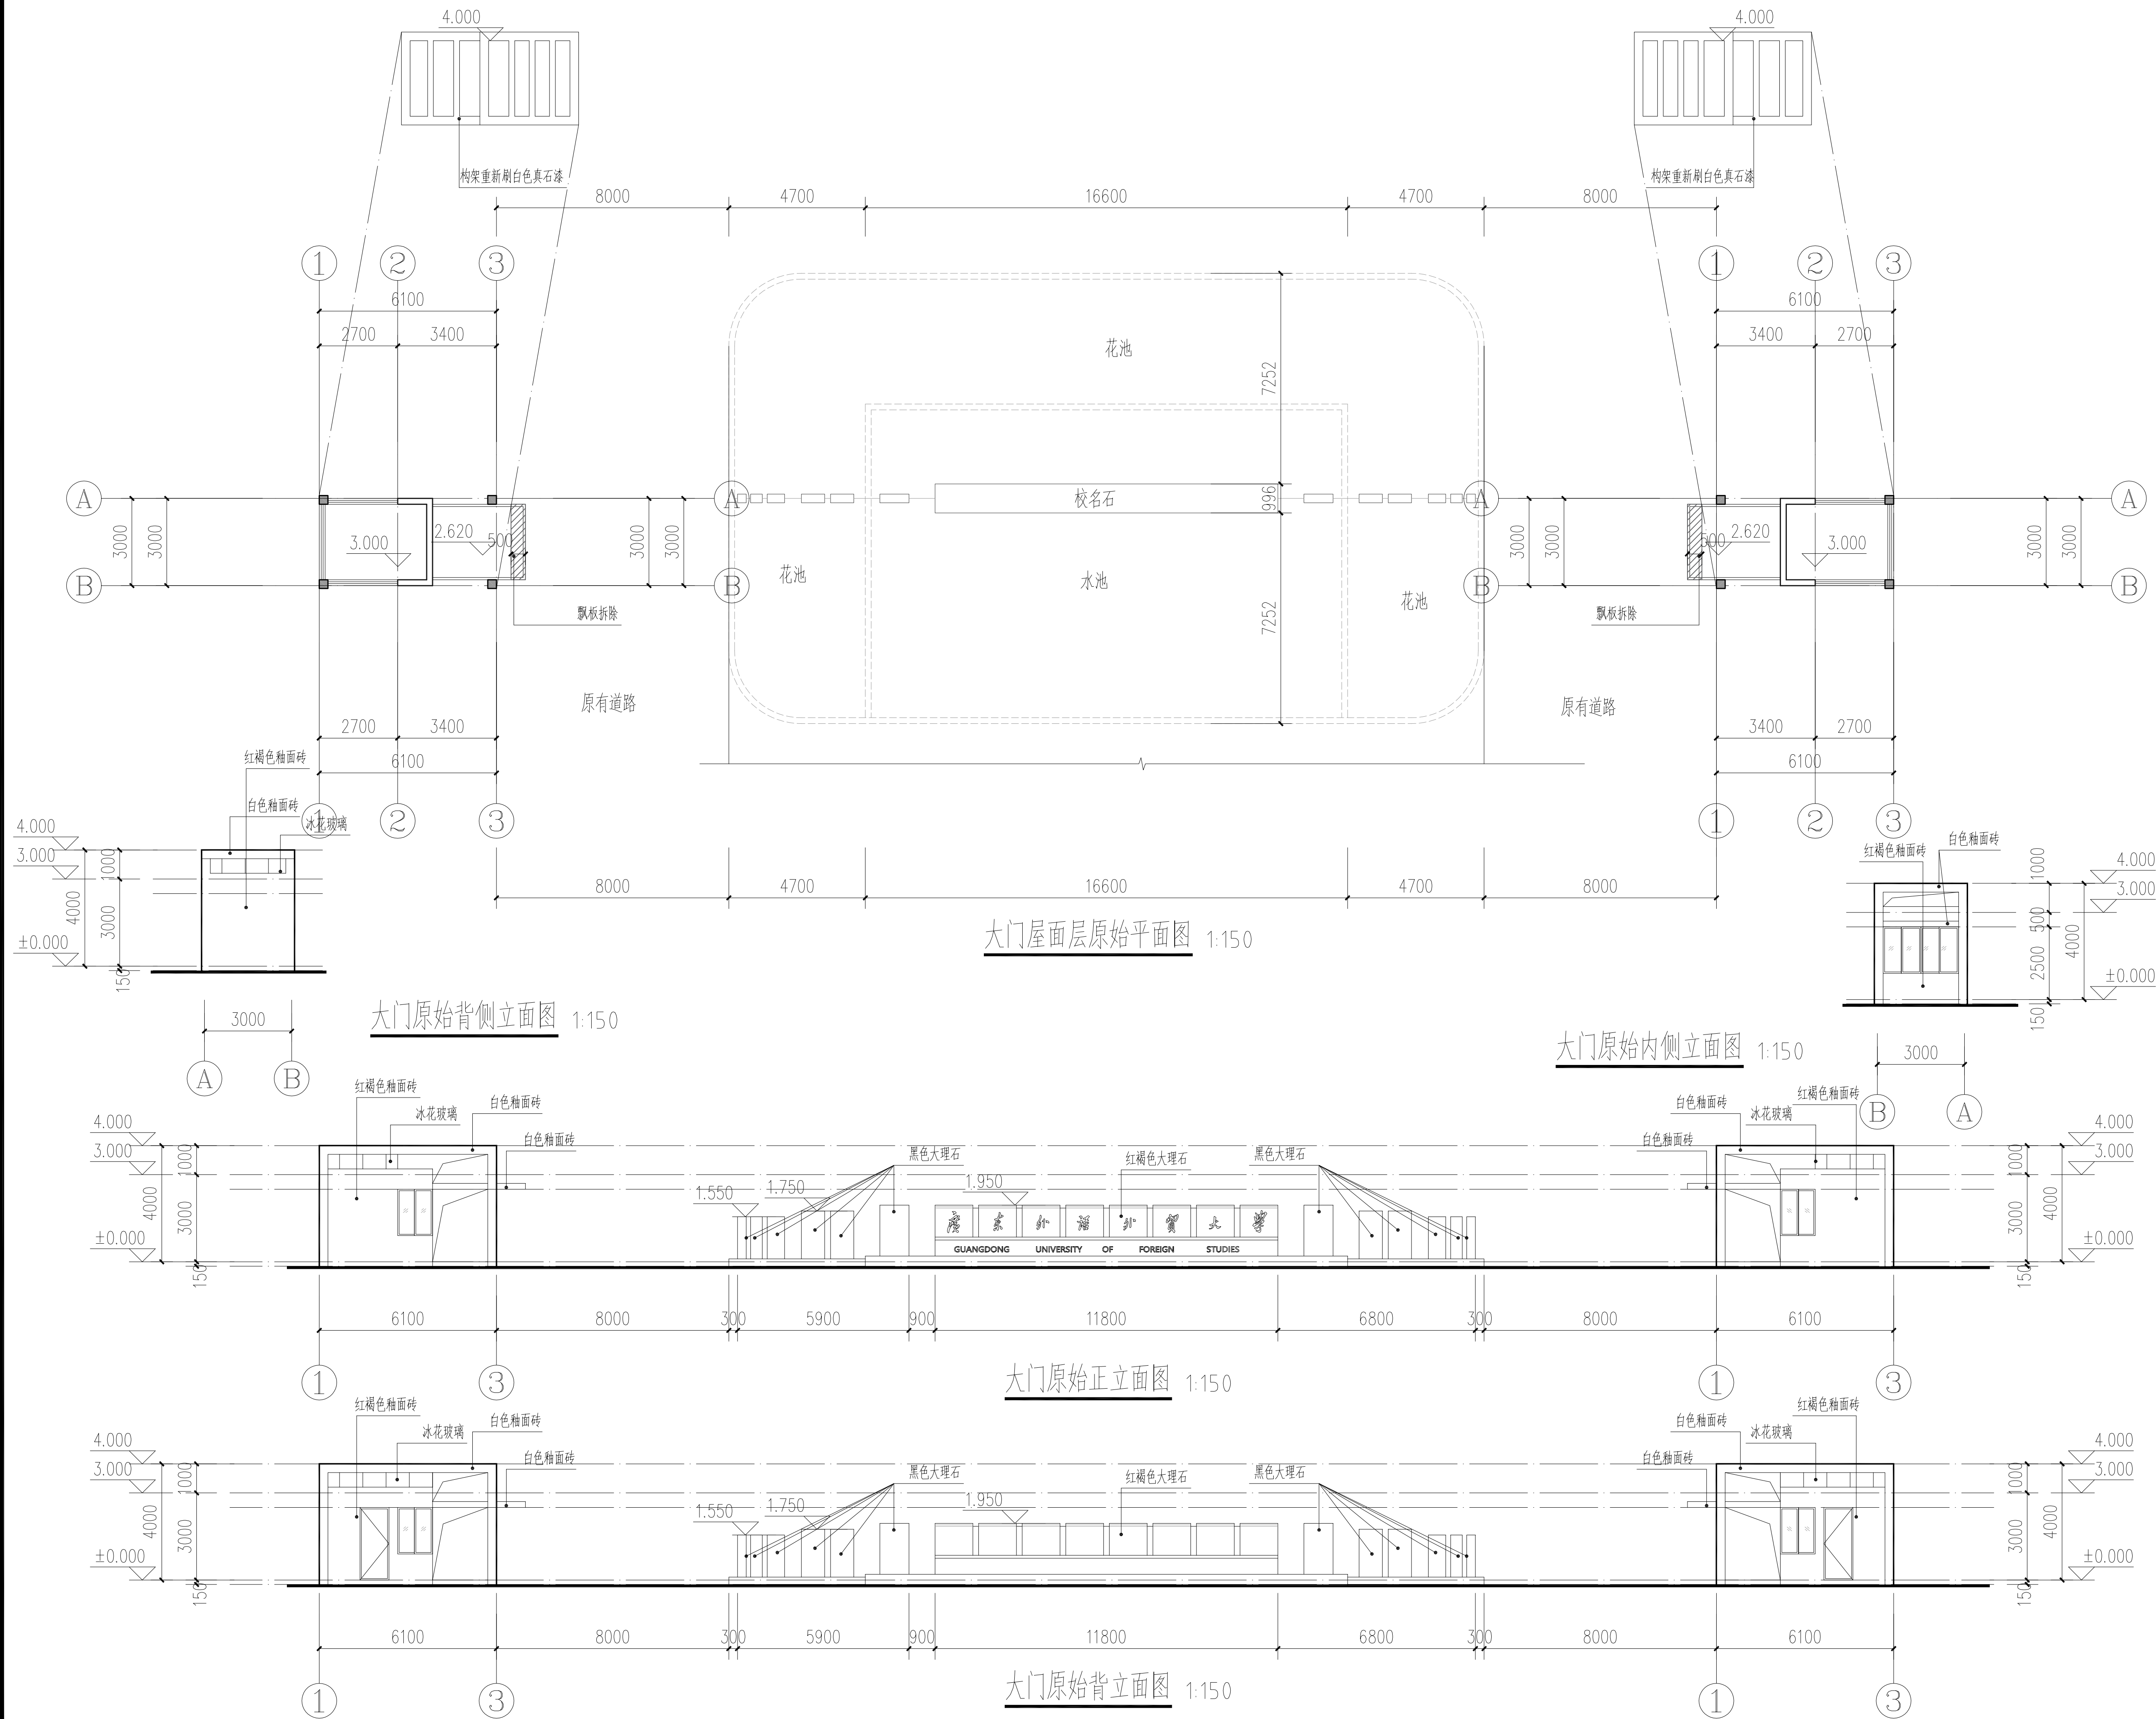 4.000
4.000
构架重新刷白色真石漆
构架重新刷白色真石漆
8000 4700 16600 4700 8000
1 2 3
1 2 3
6100
6100
2700 3400
3400 2700
花池
7252
A A A A
校名石 996
3000 3000 3.000 2.620 500 3000 3000
3000 3000 500 2.620 3.000 3000 3000
B B B B
花池 水池 花池
7252
飘板拆除
飘板拆除
原有道路
原有道路
2700 3400
3400 2700
6100
6100
1 2 3
1 2 3
8000 4700 16600 4700 8000
大门屋面层原始平面图 1:150
红褐色釉面砖
白色釉面砖
冰花玻璃
4.000
3.000
±0.000
4000 1000 3000 150
3000
A B
大门原始背侧立面图 1:150
红褐色釉面砖
白色釉面砖
4.000
3.000
±0.000
1000 500 2500 150 4000
3000
B A
大门原始内侧立面图 1:150
红褐色釉面砖
冰花玻璃
白色釉面砖
白色釉面砖
黑色大理石
红褐色大理石
黑色大理石
白色釉面砖
白色釉面砖
冰花玻璃
红褐色釉面砖
4.000
3.000
±0.000
4000 1000 3000 150
1.550 1.750 1.950
广东外语外贸大学
GUANGDONG UNIVERSITY OF FOREIGN STUDIES
4.000
3.000
±0.000
1000 3000 150 4000
6100 8000 300 5900 900 11800 6800 300 8000 6100
1 3 1 3
大门原始正立面图 1:150
红褐色釉面砖
冰花玻璃
白色釉面砖
白色釉面砖
黑色大理石
红褐色大理石
黑色大理石
白色釉面砖
白色釉面砖
冰花玻璃
红褐色釉面砖
4.000
3.000
±0.000
4000 1000 3000 150
1.550 1.750 1.950
4.000
3.000
±0.000
1000 3000 150 4000
6100 8000 300 5900 900 11800 6800 300 8000 6100
1 3 1 3
大门原始背立面图 1:150